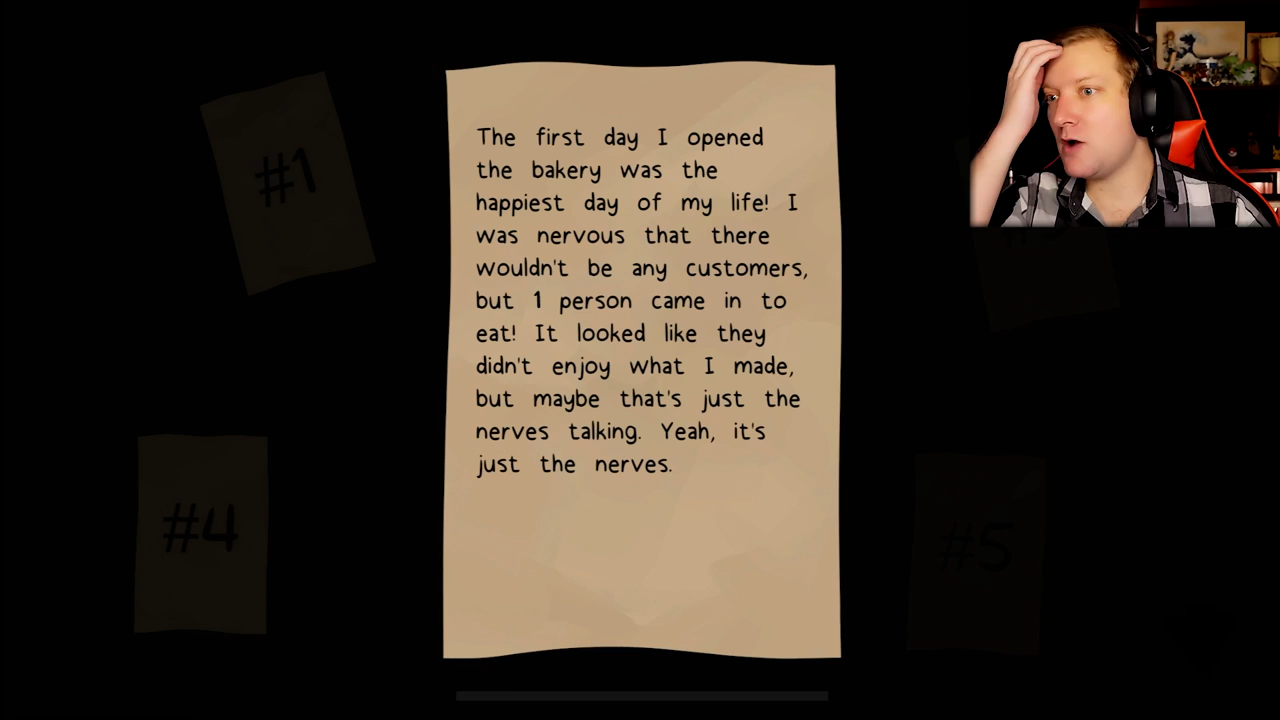 #1
The first day I opened
the bakery was the
happiest day of my life! I
was nervous that there
wouldn't be any customers,
but 1 person came in to
eat! It looked like they
didn't enjoy what I made,
but maybe that's just the
nerves talking. Yeah, it's
just the nerves.
#4
#5